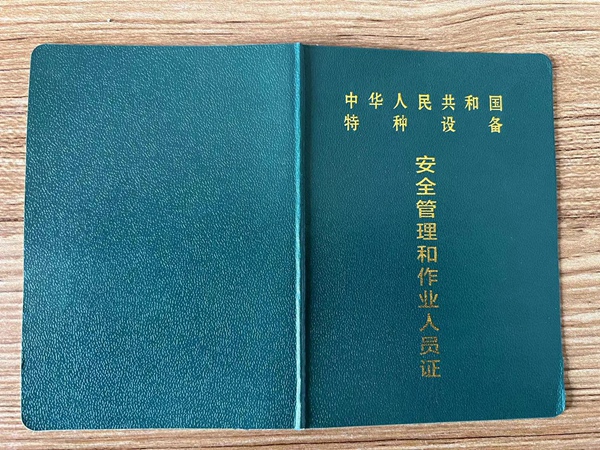 中华人民共和国
特种设备
安全管理和作业人员证